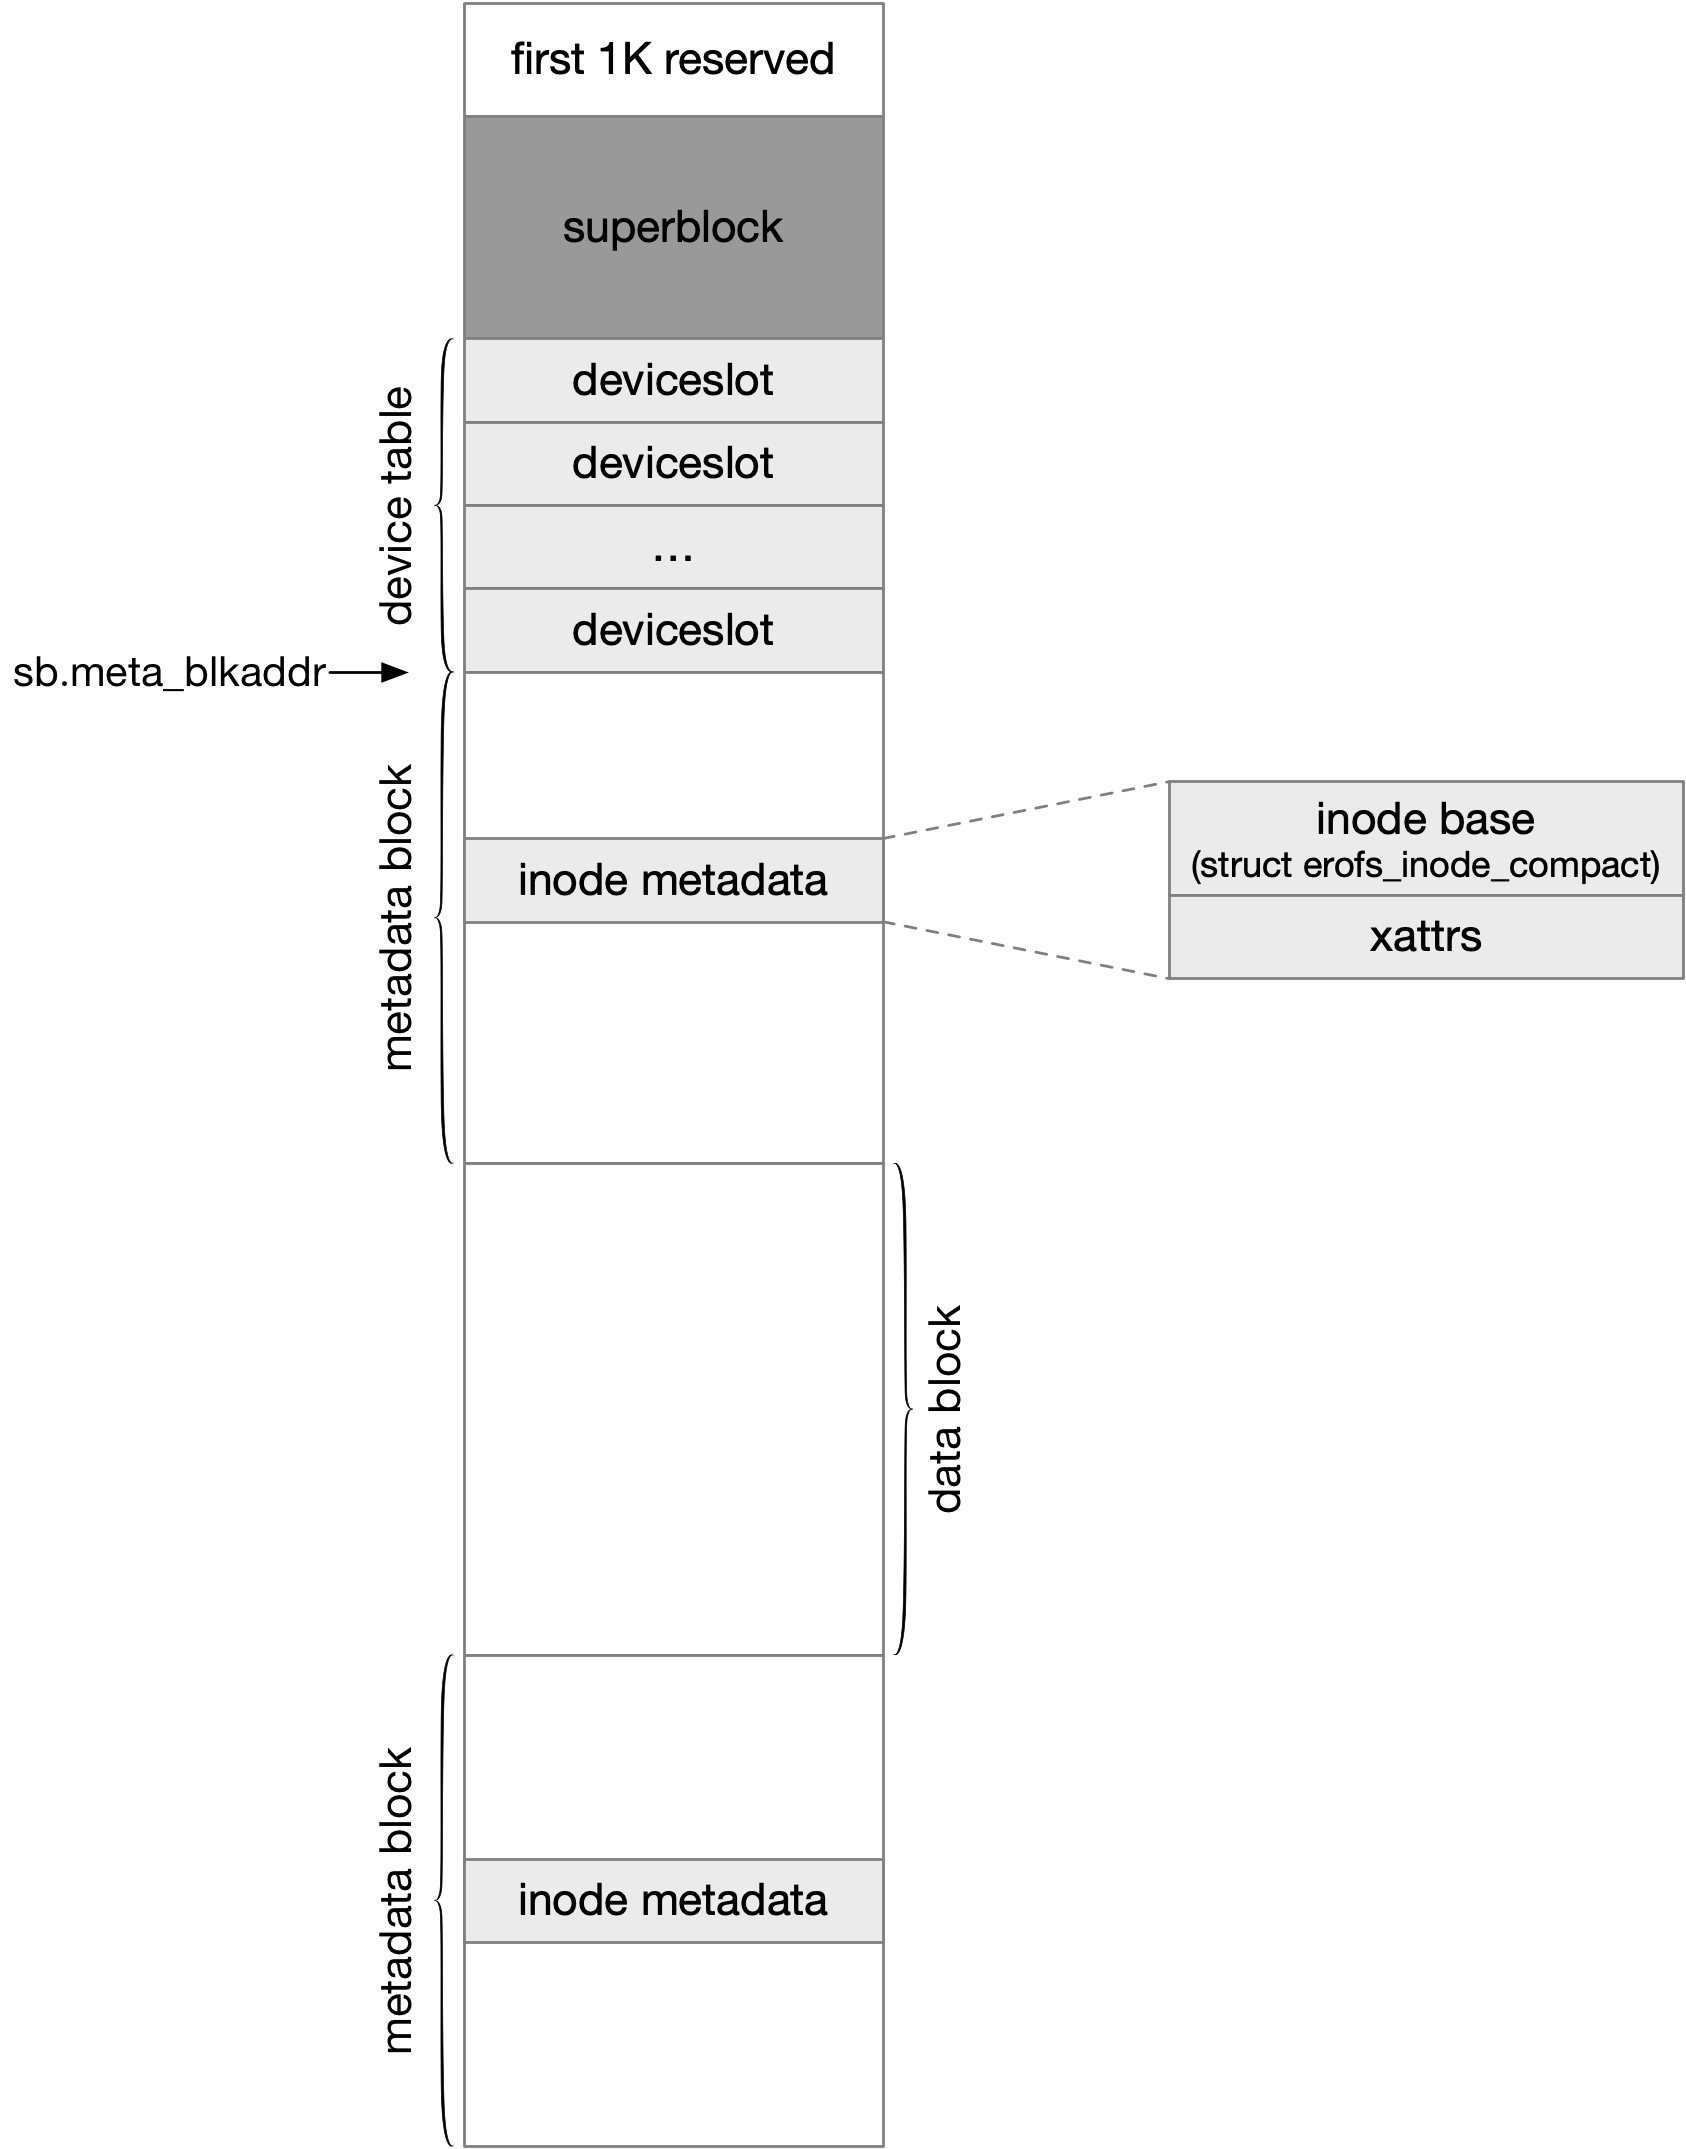 first 1K reserved
superblock
device table
deviceslot
deviceslot
...
deviceslot
sb.meta_blkaddr
metadata block
inode metadata
inode base
(struct erofs_inode_compact)
xattrs
data block
metadata block
inode metadata